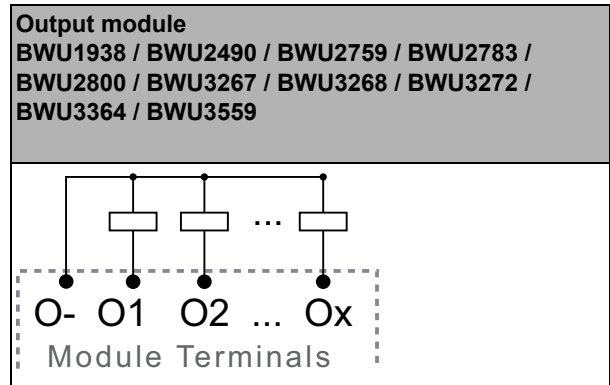 Output module
BWU1938 / BWU2490 / BWU2759 / BWU2783 /
BWU2800 / BWU3267 / BWU3268 / BWU3272 /
BWU3364 / BWU3559
...
O- O1 O2 ... Ox
Module Terminals